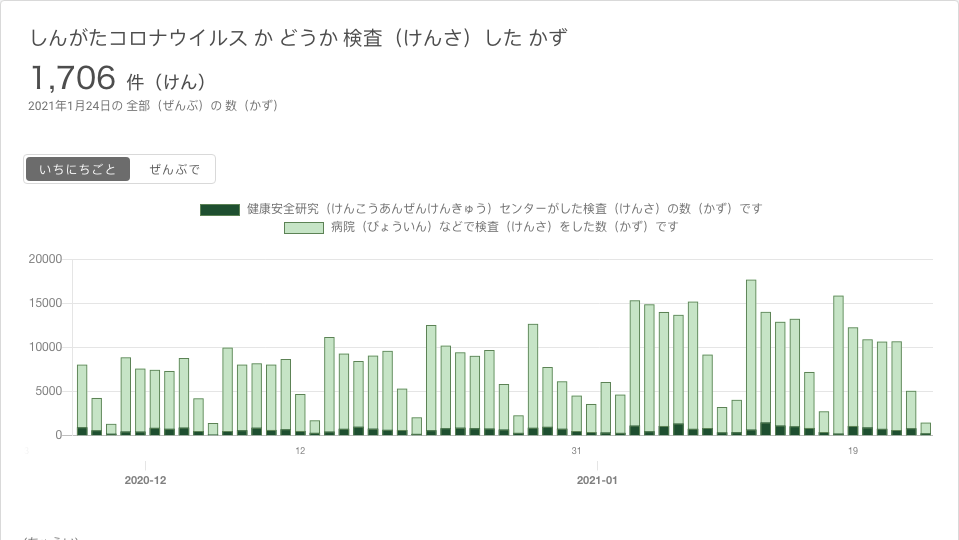 しんがたコロナウイルス か どうか 検査（けんさ）した かず
1,706 件（けん）
2021年1月24日の 全部（ぜんぶ）の 数（かず）
いちにちごと ぜんぶで
健康安全研究（けんこうあんぜんけんきゅう）センターがした検査（けんさ）の数（かず）です
病院（びょういん）などで検査（けんさ）をした数（かず）です
20000
15000
10000
5000
0
12 31 19
2020-12 2021-01